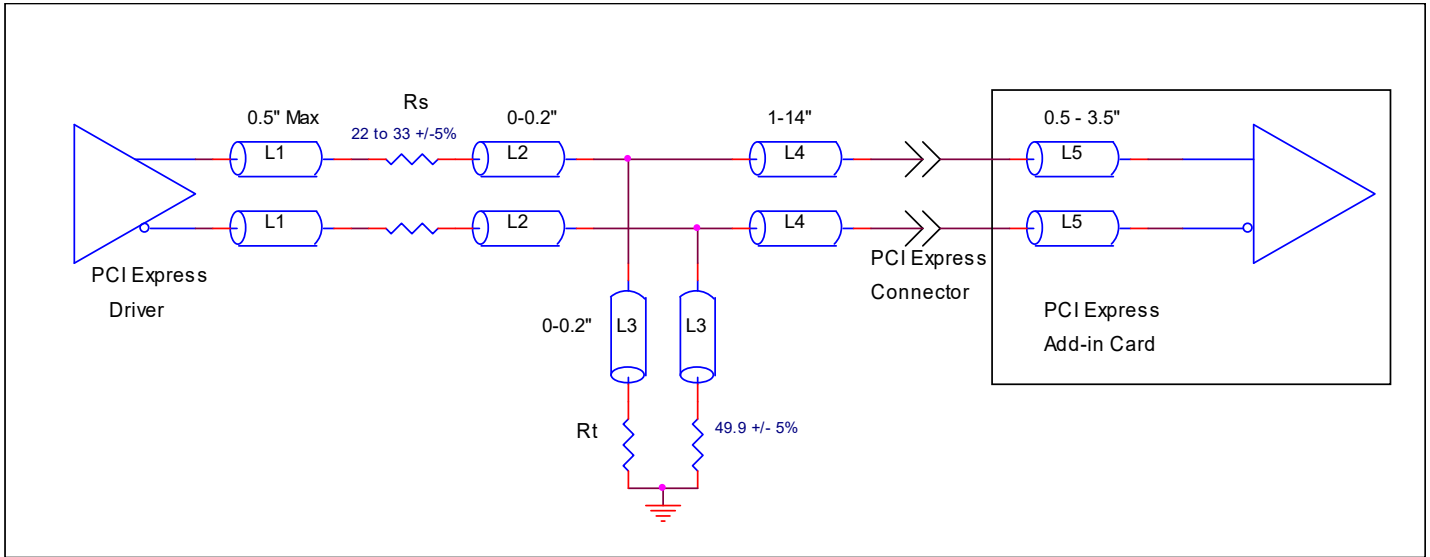 Rs
0.5" Max
22 to 33 +/-5%
0-0.2"
1-14"
0.5 - 3.5"
L1
L2
L4
L5
L1
L2
L4
L5
PCI Express
Driver
PCI Express
Connector
0-0.2"
L3
L3
PCI Express
Add-in Card
Rt
49.9 +/- 5%